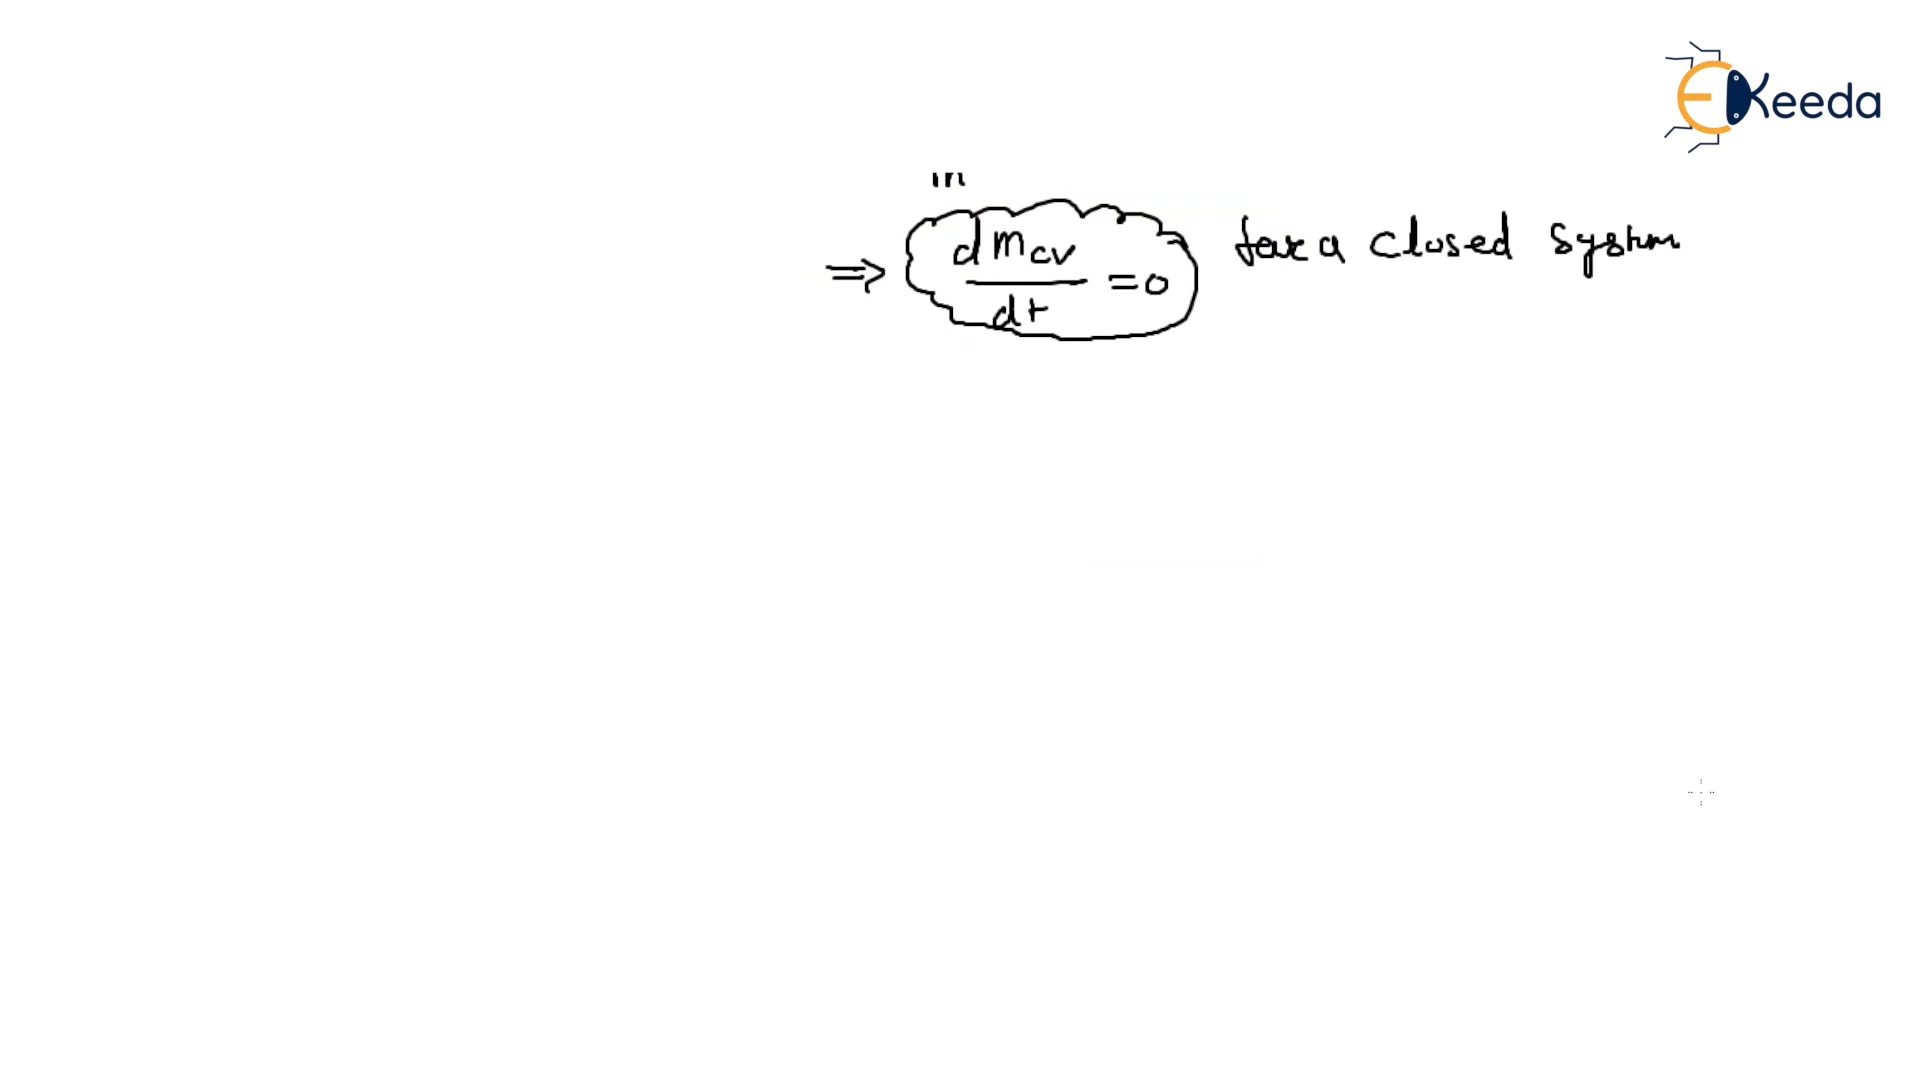 EKeeda
⇒ dm_cv/dt = 0 for a closed system